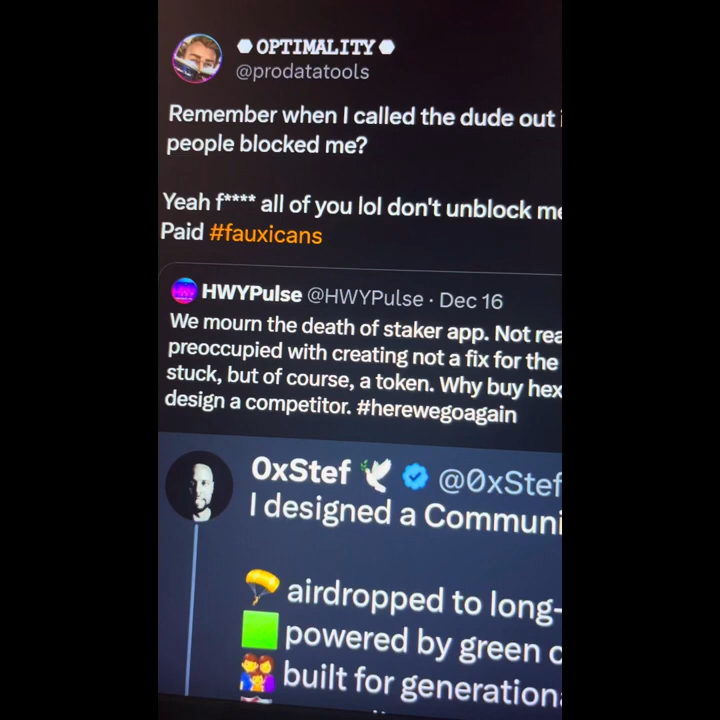 OPTIMALITY
@prodatatools
Remember when I called the dude out
people blocked me?
Yeah f**** all of you lol don't unblock me
Paid #fauxicans
HWYPulse @HWYPulse · Dec 16
We mourn the death of staker app. Not rea
preoccupied with creating not a fix for the
stuck, but of course, a token. Why buy hex
design a competitor. #herewegoagain
0xStef @0xStef
I designed a Communi
airdropped to long-
powered by green c
built for generationa